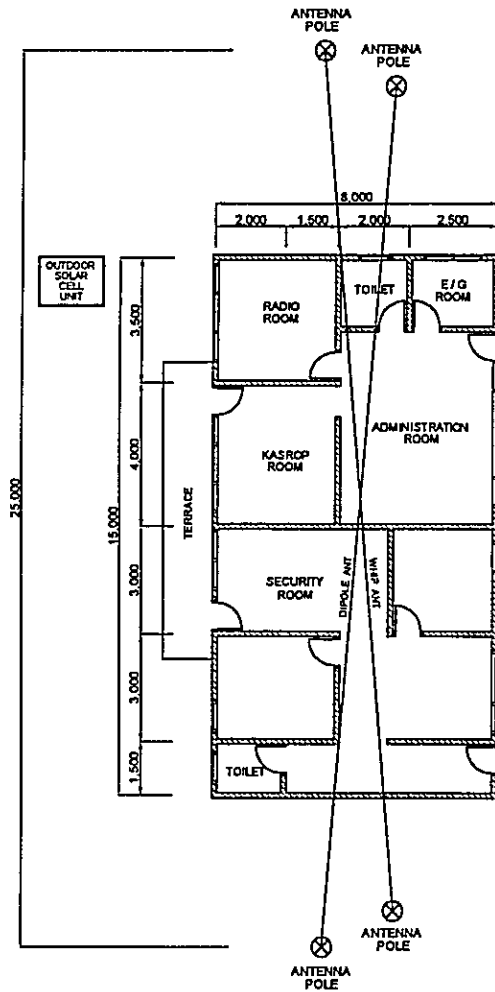 ANTENNA
POLE
ANTENNA
POLE
8,000
2,000
1,500
2,000
2,500
OUTDOOR
SOLAR
CELL
UNIT
RADIO
ROOM
TOILET
E / G
ROOM
3,500
ADMINISTRATION
ROOM
KASROP
ROOM
4,000
25,000
15,000
TERRACE
3,000
SECURITY
ROOM
DIPOLE ANT
WHIP ANT
3,000
1,500
TOILET
ANTENNA
POLE
ANTENNA
POLE